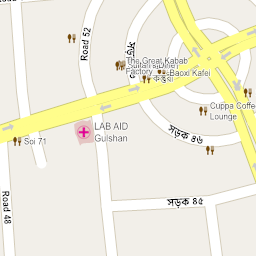 Road 52
The Great Kabab
Factory
Baoxi Kafei
Cuppa Coffee
Lounge
সড়ক ৪৬
LAB AID
Gulshan
Soi 71
Road 48
সড়ক ৪৫